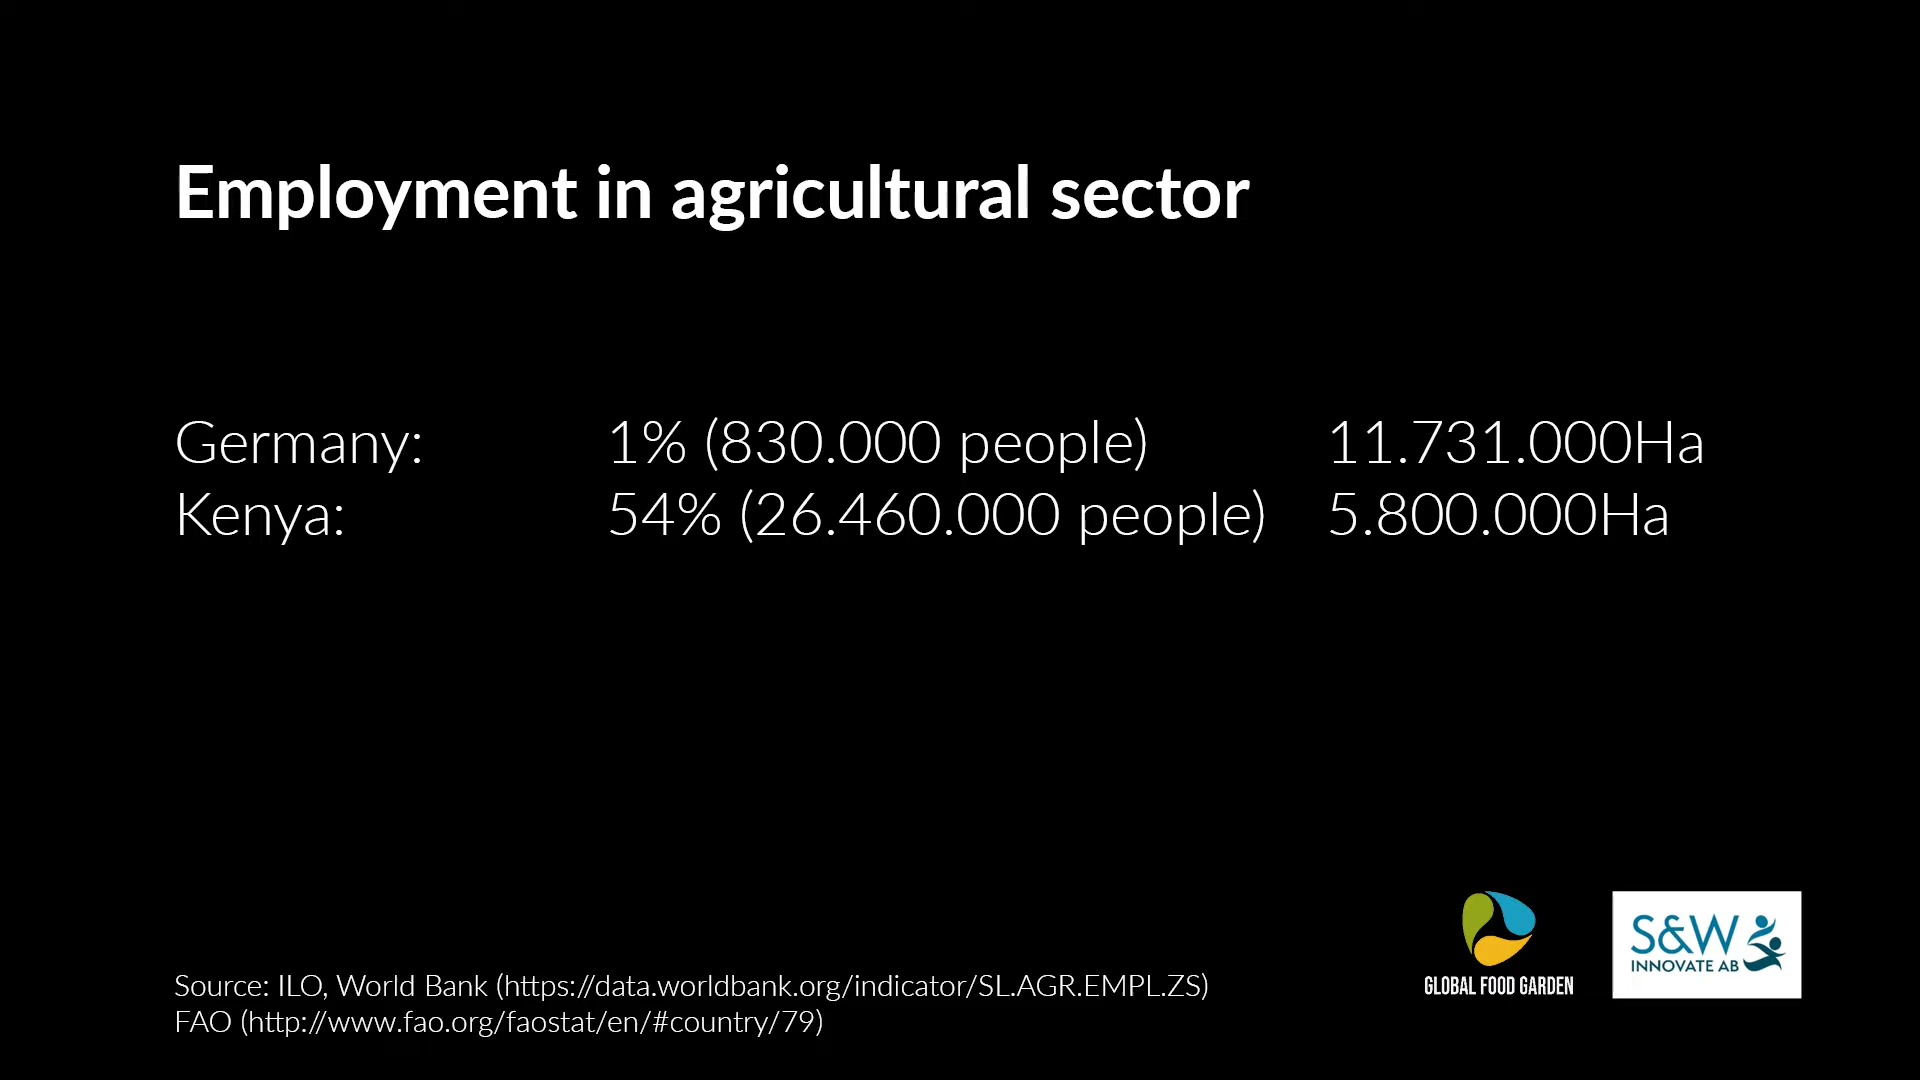 Employment in agricultural sector
Germany: 1% (830.000 people) 11.731.000Ha
Kenya: 54% (26.460.000 people) 5.800.000Ha
Source: ILO, World Bank (https://data.worldbank.org/indicator/SL.AGR.EMPL.ZS)
FAO (http://www.fao.org/faostat/en/#country/79)
GLOBAL FOOD GARDEN
S&W
INNOVATE AB